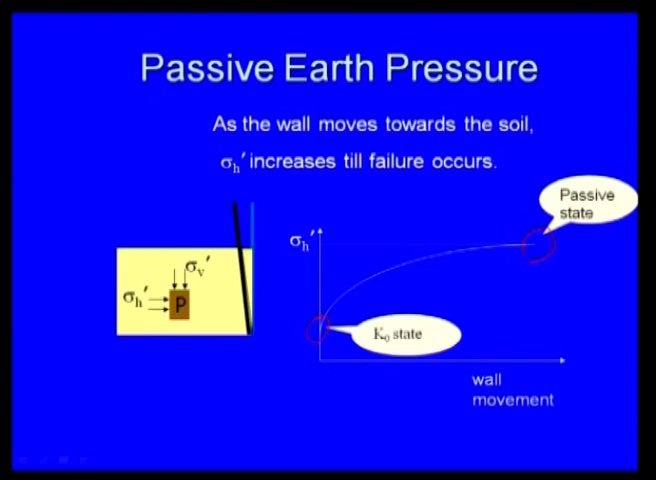 Passive Earth Pressure
As the wall moves towards the soil,
σh′ increases till failure occurs.
Passive
state
σh′
σv′
σh′
P
K0 state
wall
movement